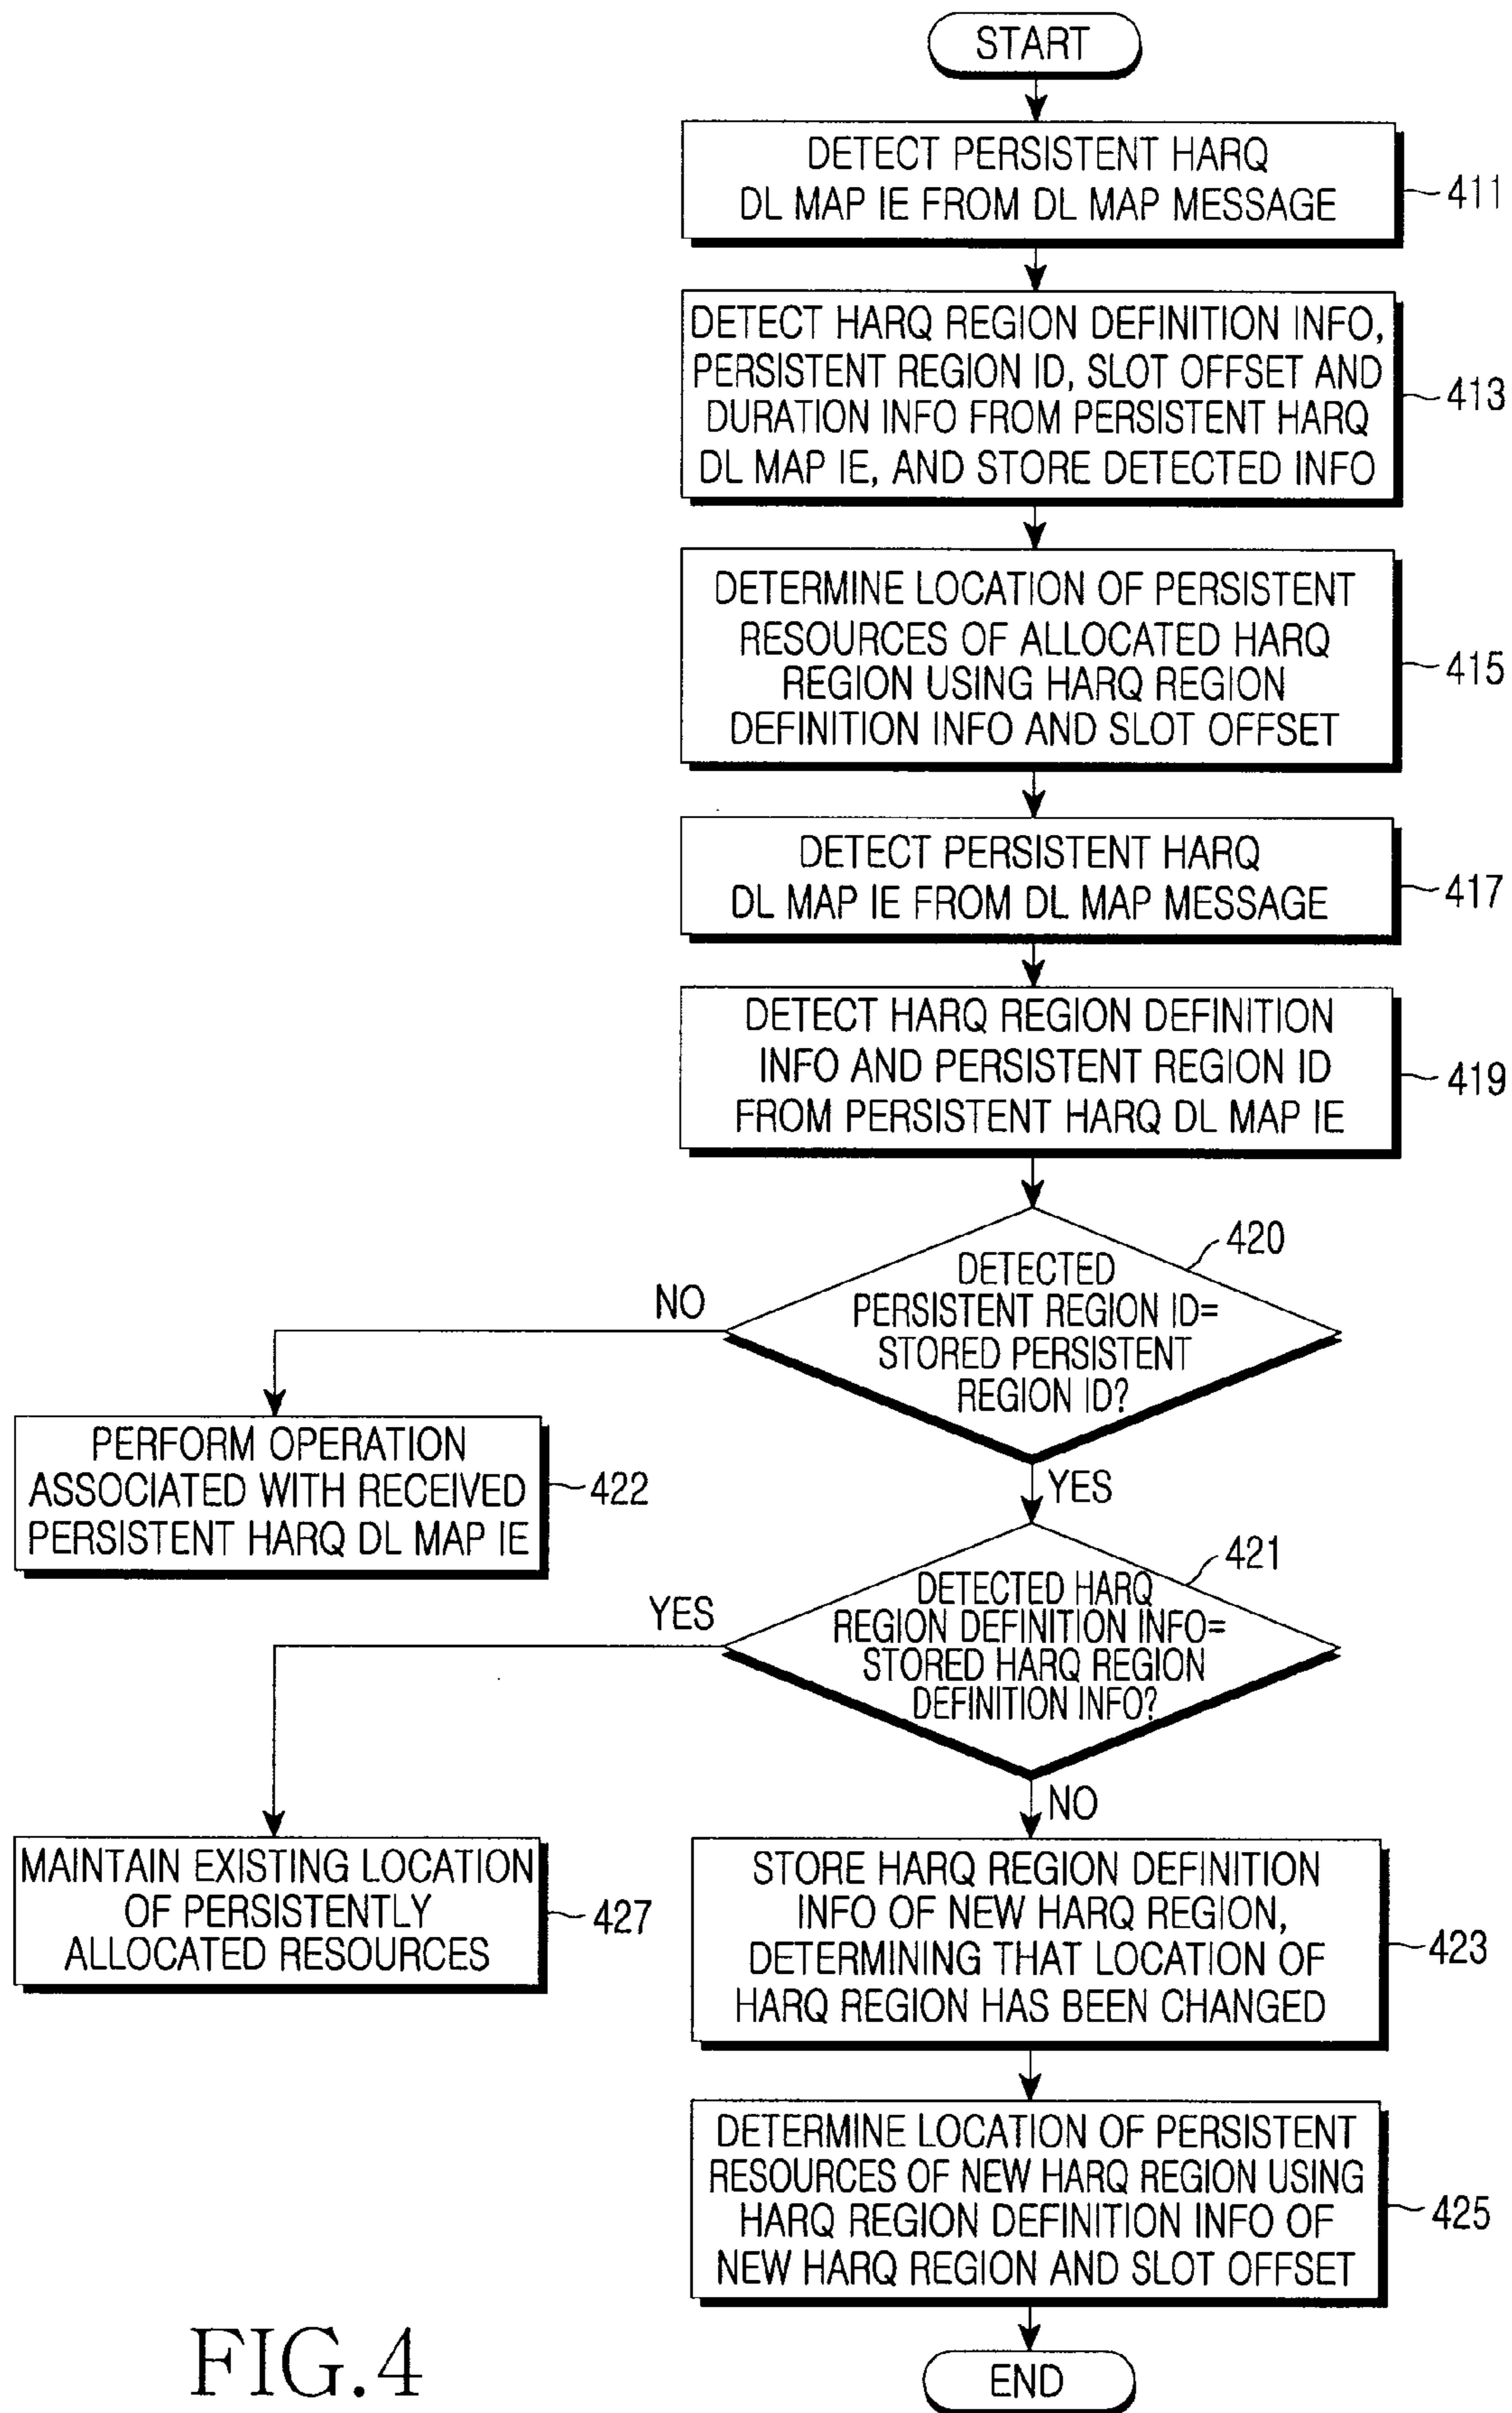 START
DETECT PERSISTENT HARQ
DL MAP IE FROM DL MAP MESSAGE
411
DETECT HARQ REGION DEFINITION INFO,
PERSISTENT REGION ID, SLOT OFFSET AND
DURATION INFO FROM PERSISTENT HARQ
DL MAP IE, AND STORE DETECTED INFO
413
DETERMINE LOCATION OF PERSISTENT
RESOURCES OF ALLOCATED HARQ
REGION USING HARQ REGION
DEFINITION INFO AND SLOT OFFSET
415
DETECT PERSISTENT HARQ
DL MAP IE FROM DL MAP MESSAGE
417
DETECT HARQ REGION DEFINITION
INFO AND PERSISTENT REGION ID
FROM PERSISTENT HARQ DL MAP IE
419
DETECTED
PERSISTENT REGION ID=
STORED PERSISTENT
REGION ID?
420
NO
PERFORM OPERATION
ASSOCIATED WITH RECEIVED
PERSISTENT HARQ DL MAP IE
422
YES
DETECTED HARQ
REGION DEFINITION INFO=
STORED HARQ REGION
DEFINITION INFO?
421
YES
MAINTAIN EXISTING LOCATION
OF PERSISTENTLY
ALLOCATED RESOURCES
427
NO
STORE HARQ REGION DEFINITION
INFO OF NEW HARQ REGION,
DETERMINING THAT LOCATION OF
HARQ REGION HAS BEEN CHANGED
423
DETERMINE LOCATION OF PERSISTENT
RESOURCES OF NEW HARQ REGION USING
HARQ REGION DEFINITION INFO OF
NEW HARQ REGION AND SLOT OFFSET
425
END
FIG.4